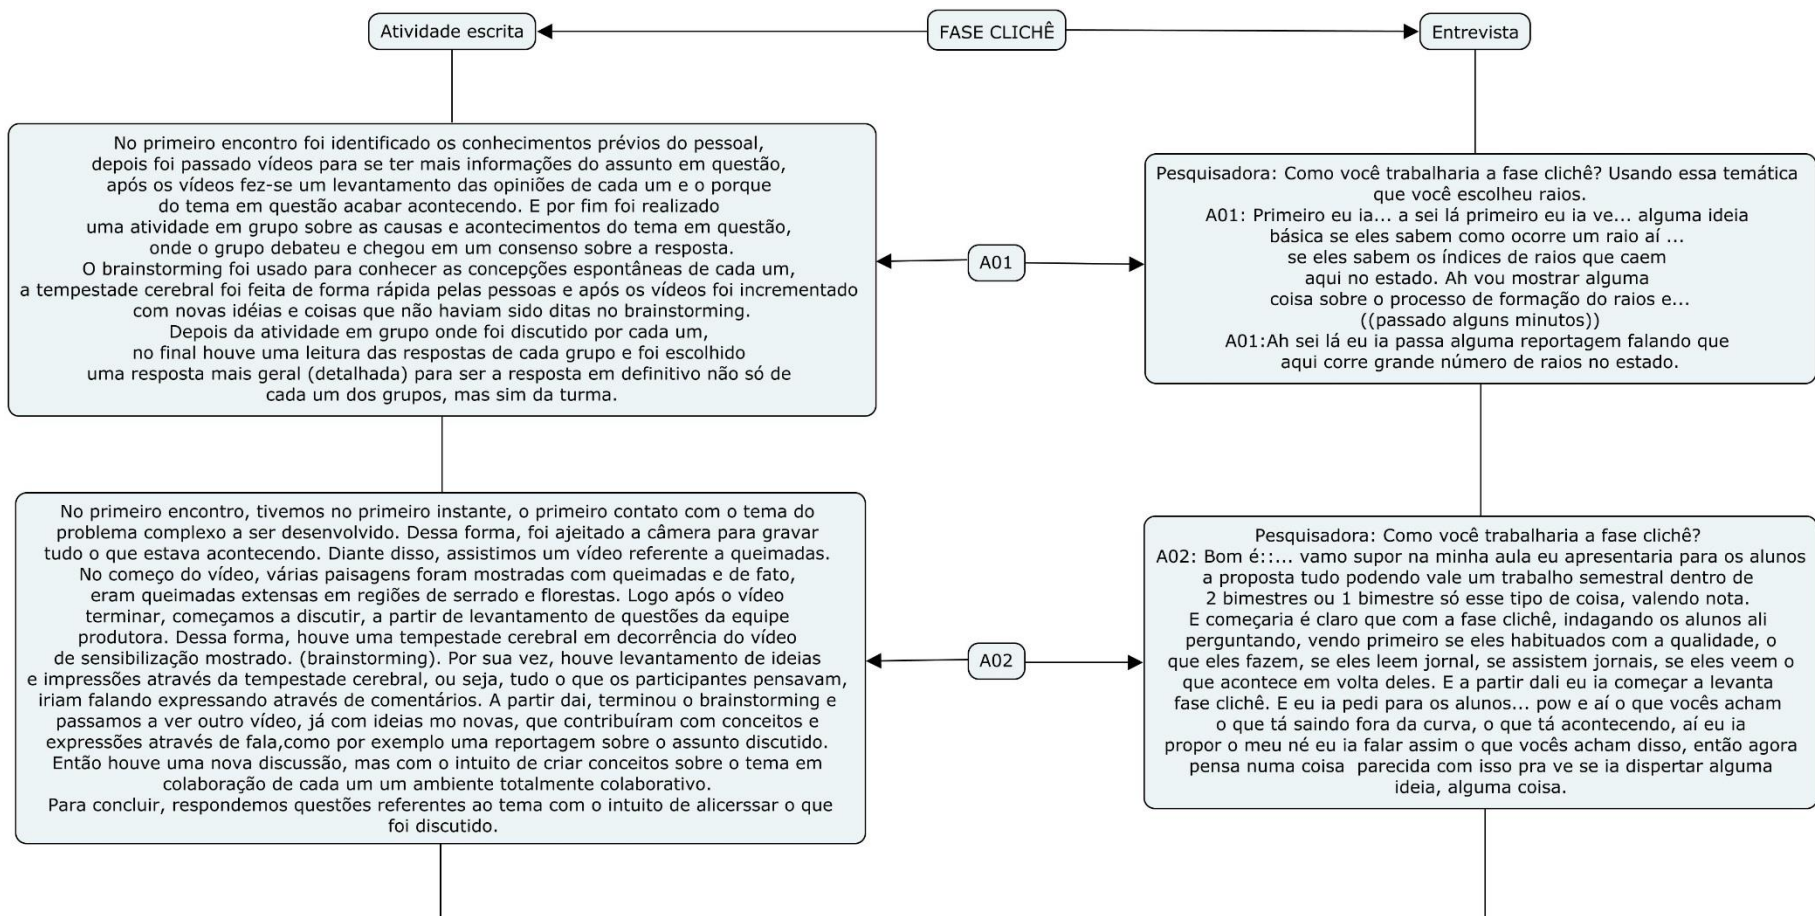 Atividade escrita
FASE CLICHÊ
Entrevista
No primeiro encontro foi identificado os conhecimentos prévios do pessoal,
depois foi passado vídeos para se ter mais informações do assunto em questão,
após os vídeos fez-se um levantamento das opiniões de cada um e o porque
do tema em questão acabar acontecendo. E por fim foi realizado
uma atividade em grupo sobre as causas e acontecimentos do tema em questão,
onde o grupo debateu e chegou em um consenso sobre a resposta.
O brainstorming foi usado para conhecer as concepções espontâneas de cada um,
a tempestade cerebral foi feita de forma rápida pelas pessoas e após os vídeos foi incrementado
com novas idéias e coisas que não haviam sido ditas no brainstorming.
Depois da atividade em grupo onde foi discutido por cada um,
no final houve uma leitura das respostas de cada grupo e foi escolhido
uma resposta mais geral (detalhada) para ser a resposta em definitivo não só de
cada um dos grupos, mas sim da turma.
A01
Pesquisadora: Como você trabalharia a fase clichê? Usando essa temática
que você escolheu raios.
A01: Primeiro eu ia... a sei lá primeiro eu ia ve... alguma ideia
básica se eles sabem como ocorre um raio aí ...
se eles sabem os índices de raios que caem
aqui no estado. Ah vou mostrar alguma
coisa sobre o processo de formação do raios e...
((passado alguns minutos))
A01:Ah sei lá eu ia passa alguma reportagem falando que
aqui corre grande número de raios no estado.
No primeiro encontro, tivemos no primeiro instante, o primeiro contato com o tema do
problema complexo a ser desenvolvido. Dessa forma, foi ajeitado a câmera para gravar
tudo o que estava acontecendo. Diante disso, assistimos um vídeo referente a queimadas.
No começo do vídeo, várias paisagens foram mostradas com queimadas e de fato,
eram queimadas extensas em regiões de serrado e florestas. Logo após o vídeo
terminar, começamos a discutir, a partir de levantamento de questões da equipe
produtora. Dessa forma, houve uma tempestade cerebral em decorrência do vídeo
de sensibilização mostrado. (brainstorming). Por sua vez, houve levantamento de ideias
e impressões através da tempestade cerebral, ou seja, tudo o que os participantes pensavam,
iriam falando expressando através de comentários. A partir dai, terminou o brainstorming e
passamos a ver outro vídeo, já com ideias mo novas, que contribuíram com conceitos e
expressões através de fala,como por exemplo uma reportagem sobre o assunto discutido.
Então houve uma nova discussão, mas com o intuito de criar conceitos sobre o tema em
colaboração de cada um um ambiente totalmente colaborativo.
Para concluir, respondemos questões referentes ao tema com o intuito de alicerssar o que
foi discutido.
A02
Pesquisadora: Como você trabalharia a fase clichê?
A02: Bom é::... vamo supor na minha aula eu apresentaria para os alunos
a proposta tudo podendo vale um trabalho semestral dentro de
2 bimestres ou 1 bimestre só esse tipo de coisa, valendo nota.
E começaria é claro que com a fase clichê, indagando os alunos ali
perguntando, vendo primeiro se eles habituados com a qualidade, o
que eles fazem, se eles leem jornal, se assistem jornais, se eles veem o
que acontece em volta deles. E a partir dali eu ia começar a levanta
fase clichê. E eu ia pedi para os alunos... pow e aí o que vocês acham
o que tá saindo fora da curva, o que tá acontecendo, aí eu ia
propor o meu né eu ia falar assim o que vocês acham disso, então agora
pensa numa coisa parecida com isso pra ve se ia dispertar alguma
ideia, alguma coisa.